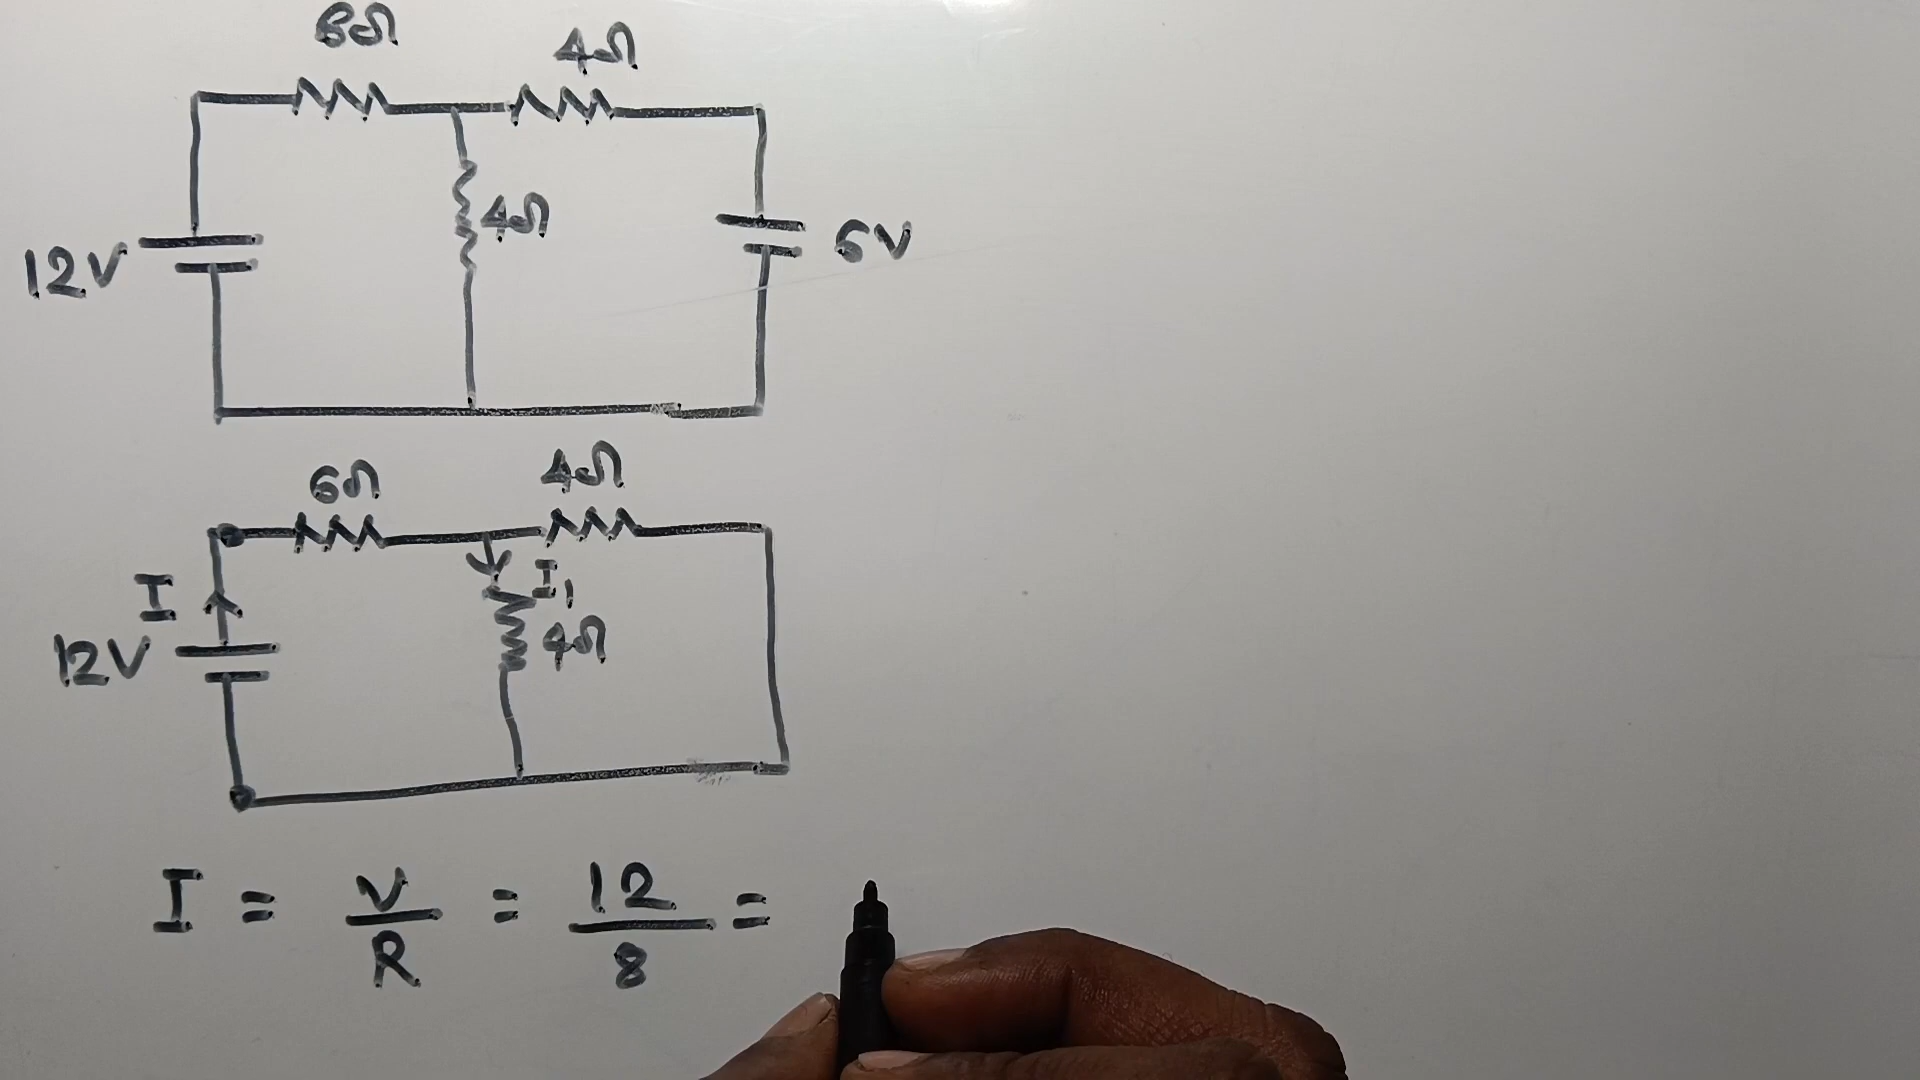 6Ω 4Ω
4Ω
12V 6V
6Ω 4Ω
I I₁
12V 4Ω
I = V/R = 12/8 =